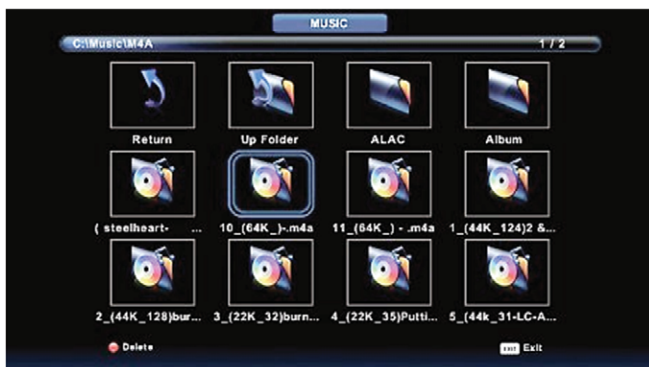 MUSIC
C:\Music\M4A 1 / 2
Return Up Folder ALAC Album
( steelheart- ... 10_(64K_)-.m4a 11_(64K_) - .m4a 1_(44K_124)2 &...
2_(44K_128)bur... 3_(22K_32)burn... 4_(22K_35)Putti... 5_(44k_31-LC-A...
Delete EXIT Exit